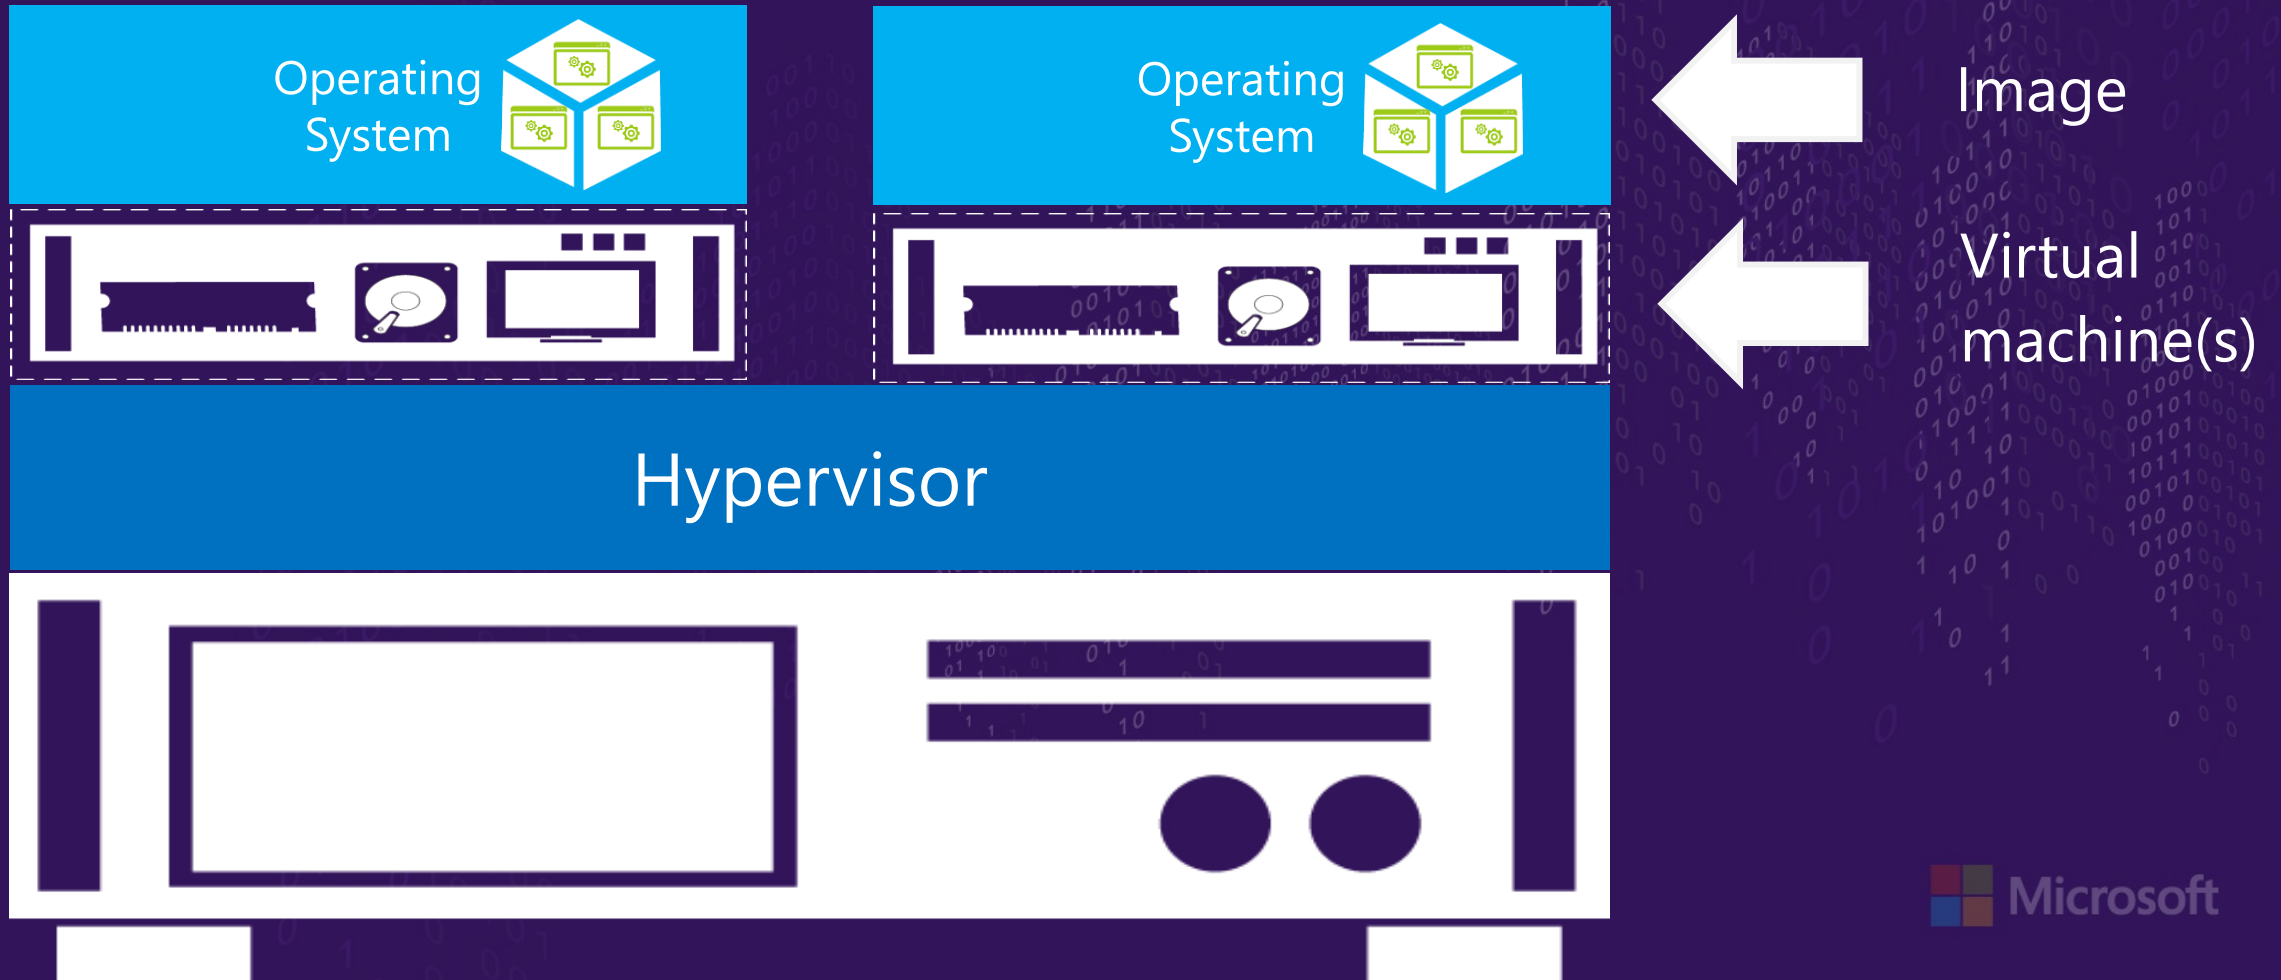 Operating
System
Operating
System
Image
Virtual
machine(s)
Hypervisor
Microsoft